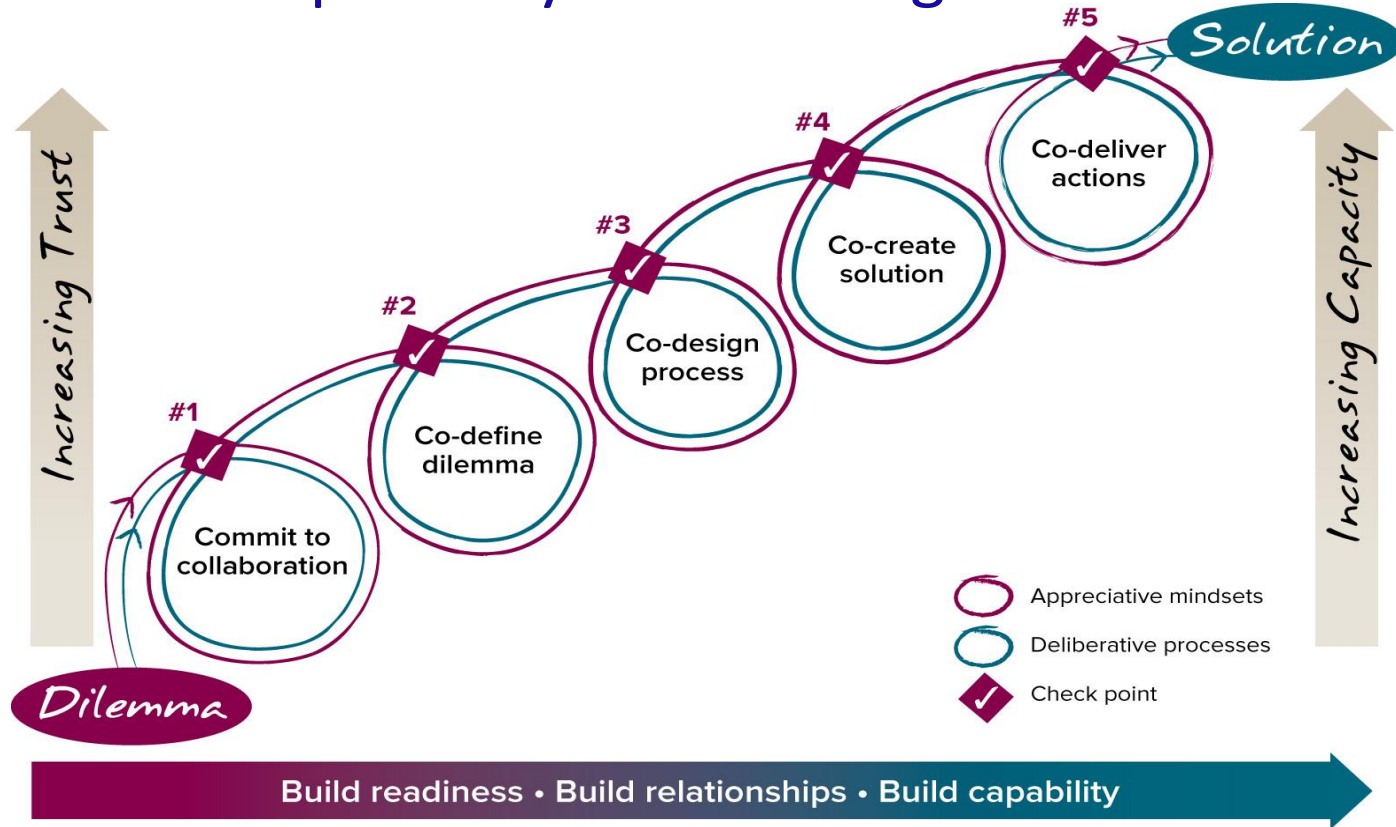 #5
Solution
#4
Co-deliver
actions
Increasing Trust
Increasing Capacity
#3
Co-create
solution
#2
Co-design
process
#1
Co-define
dilemma
Commit to
collaboration
Appreciative mindsets
Deliberative processes
Check point
Dilemma
Build readiness • Build relationships • Build capability